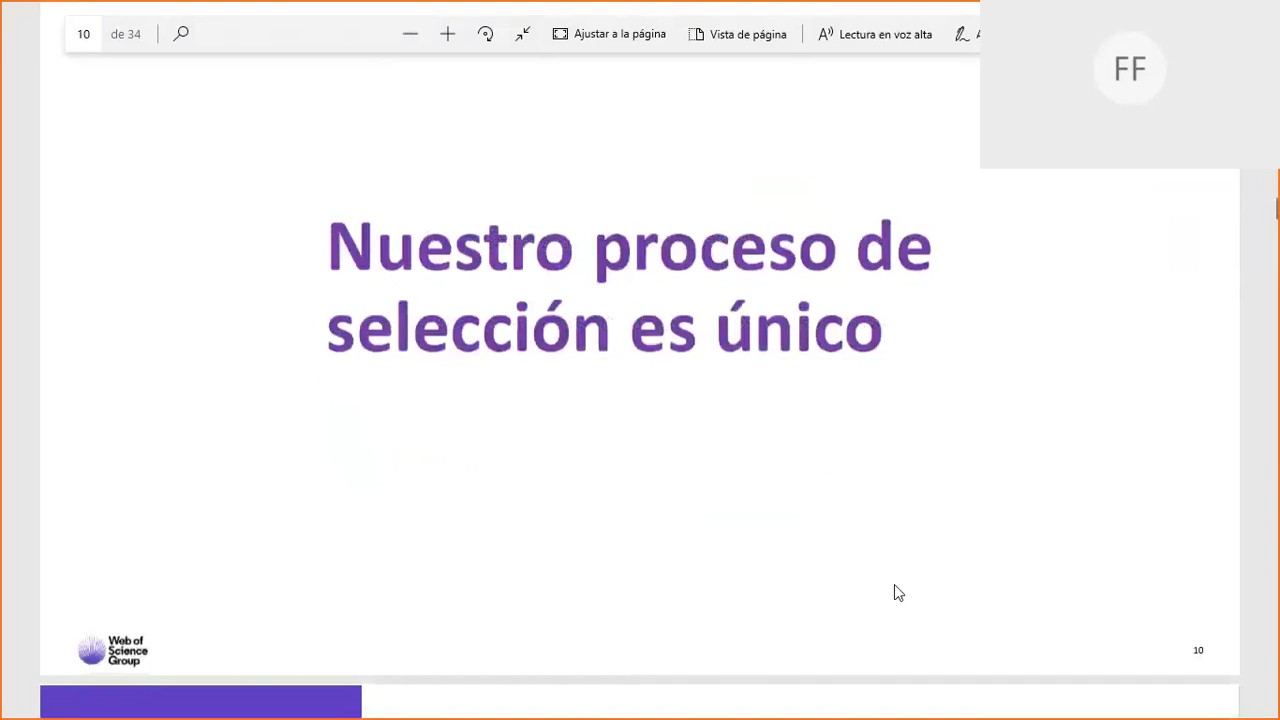 10 de 34 Ajustar a la página Vista de página Lectura en voz alta
FF
Nuestro proceso de
selección es único
Web of
Science
Group
10